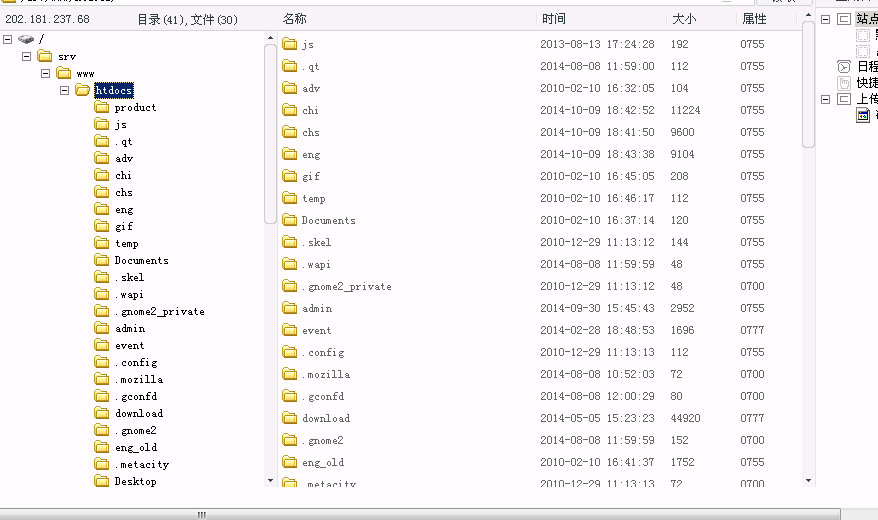 202.181.237.68 目录(41),文件(30) 名称 时间 大小 属性
/
srv
www
htdocs
product
js
.qt
adv
chi
chs
eng
gif
temp
Documents
.skel
.wapi
.gnome2_private
admin
event
.config
.mozilla
.gconfd
download
.gnome2
eng_old
.metacity
Desktop
js 2013-08-13 17:24:28 192 0755
.qt 2014-08-08 11:59:00 112 0755
adv 2010-02-10 16:32:05 104 0755
chi 2014-10-09 18:42:52 11224 0755
chs 2014-10-09 18:41:50 9600 0755
eng 2014-10-09 18:43:38 9104 0755
gif 2010-02-10 16:45:05 208 0755
temp 2010-02-10 16:46:17 112 0755
Documents 2010-02-10 16:37:14 120 0755
.skel 2010-12-29 11:13:12 144 0755
.wapi 2014-08-08 11:59:59 48 0755
.gnome2_private 2010-12-29 11:13:12 48 0700
admin 2014-09-30 15:45:43 2952 0755
event 2014-02-28 18:48:53 1696 0777
.config 2010-12-29 11:13:13 112 0755
.mozilla 2014-08-08 10:52:03 72 0700
.gconfd 2014-08-08 12:00:29 80 0700
download 2014-05-05 15:23:23 44920 0777
.gnome2 2014-08-08 11:59:59 152 0700
eng_old 2010-02-10 16:41:37 1752 0755
.metacity 2010-12-29 11:13:13 72 0700
站点
日程
快捷
上传